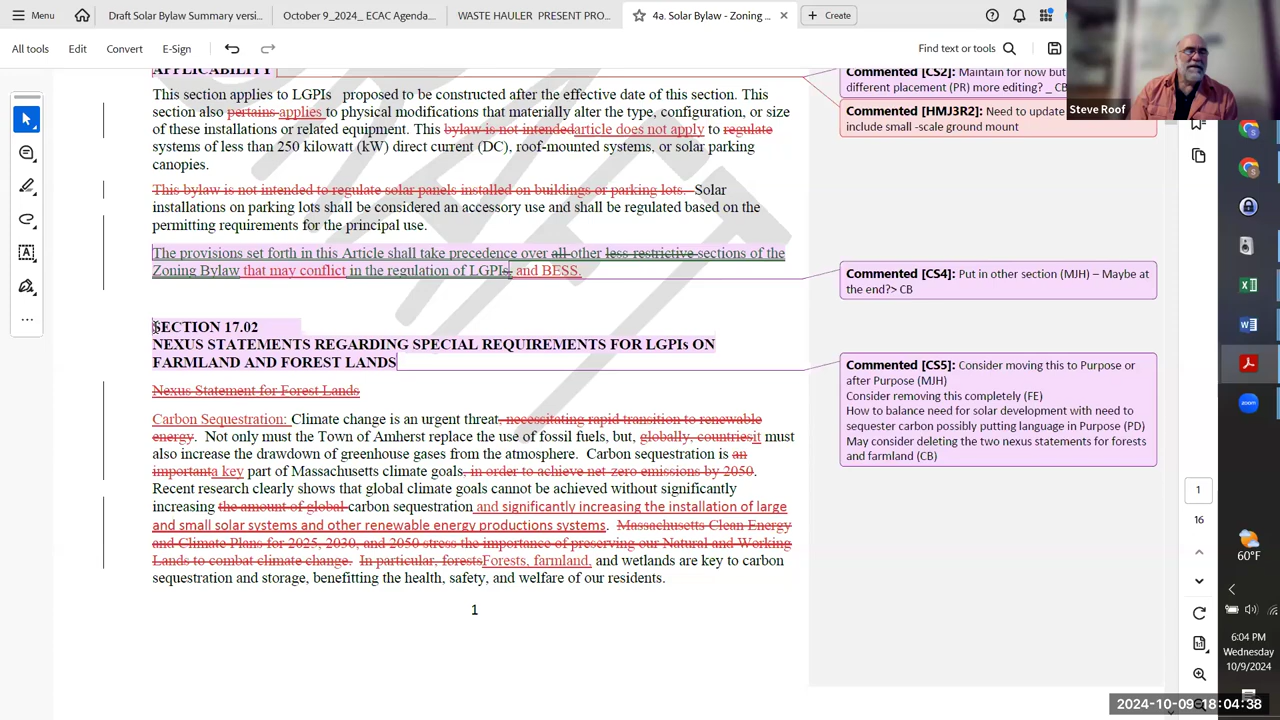 Menu
Draft Solar Bylaw Summary versi...
October 9_2024_ ECAC Agenda...
WASTE HAULER PRESENT PRO...
4a. Solar Bylaw - Zoning ...
Create
All tools
Edit
Convert
E-Sign
Find text or tools
Steve Roof
APPLICABILITY
This section applies to LGPIs proposed to be constructed after the effective date of this section. This
section also pertains applies to physical modifications that materially alter the type, configuration, or size
of these installations or related equipment. This bylaw is not intendedarticle does not apply to regulate
systems of less than 250 kilowatt (kW) direct current (DC), roof-mounted systems, or solar parking
canopies.
This bylaw is not intended to regulate solar panels installed on buildings or parking lots. Solar
installations on parking lots shall be considered an accessory use and shall be regulated based on the
permitting requirements for the principal use.
The provisions set forth in this Article shall take precedence over all other less restrictive sections of the
Zoning Bylaw that may conflict in the regulation of LGPIs, and BESS.
SECTION 17.02
NEXUS STATEMENTS REGARDING SPECIAL REQUIREMENTS FOR LGPIs ON
FARMLAND AND FOREST LANDS
Nexus Statement for Forest Lands
Carbon Sequestration: Climate change is an urgent threat, necessitating rapid transition to renewable
energy. Not only must the Town of Amherst replace the use of fossil fuels, but, globally, countriesit must
also increase the drawdown of greenhouse gases from the atmosphere. Carbon sequestration is an
importanta key part of Massachusetts climate goals, in order to achieve net zero emissions by 2050.
Recent research clearly shows that global climate goals cannot be achieved without significantly
increasing the amount of global carbon sequestration and significantly increasing the installation of large
and small solar systems and other renewable energy productions systems. Massachusetts Clean Energy
and Climate Plans for 2025, 2030, and 2050 stress the importance of preserving our Natural and Working
Lands to combat climate change. In particular, forestsForests, farmland, and wetlands are key to carbon
sequestration and storage, benefitting the health, safety, and welfare of our residents.
1
Commented [CS2]: Maintain for now but
different placement (PR) more editing? _ CB
Commented [HMJ3R2]: Need to update
include small -scale ground mount
Commented [CS4]: Put in other section (MJH) – Maybe at
the end?> CB
Commented [CS5]: Consider moving this to Purpose or
after Purpose (MJH)
Consider removing this completely (FE)
How to balance need for solar development with need to
sequester carbon possibly putting language in Purpose (PD)
May consider deleting the two nexus statements for forests
and farmland (CB)
1
16
60°F
6:04 PM
Wednesday
10/9/2024
2024-10-09 18:04:38